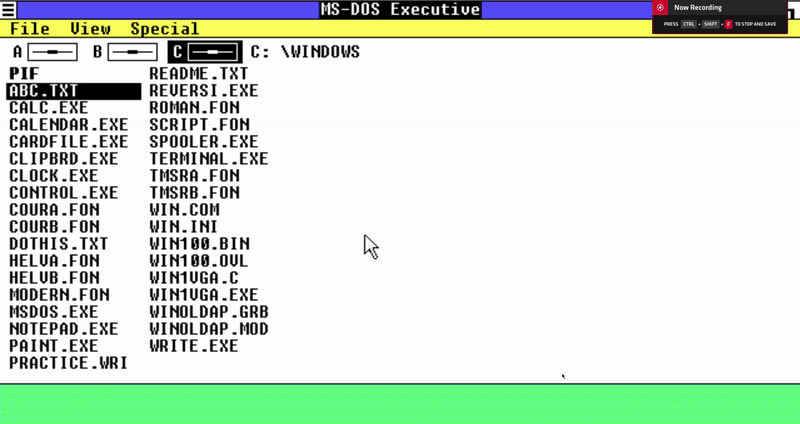 MS-DOS Executive
Now Recording
PRESS CTRL + SHIFT + TO STOP AND SAVE
File View Special
A B C C: \WINDOWS
PIF
ABC.TXT
CALC.EXE
CALENDAR.EXE
CARDFILE.EXE
CLIPBRD.EXE
CLOCK.EXE
CONTROL.EXE
COURA.FON
COURB.FON
DOTHIS.TXT
HELVA.FON
HELVB.FON
MODERN.FON
MSDOS.EXE
NOTEPAD.EXE
PAINT.EXE
PRACTICE.WRI
README.TXT
REVERSI.EXE
ROMAN.FON
SCRIPT.FON
SPOOLER.EXE
TERMINAL.EXE
TMSRA.FON
TMSRB.FON
WIN.COM
WIN.INI
WIN100.BIN
WIN100.OVL
WIN1VGA.C
WIN1VGA.EXE
WINOLDAP.GRB
WINOLDAP.MOD
WRITE.EXE